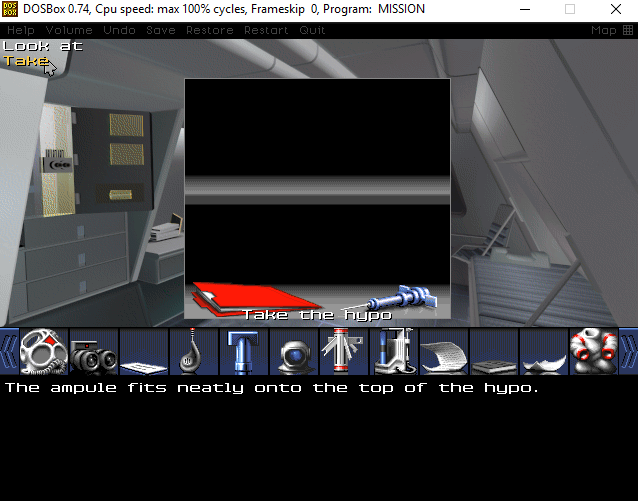 DOSBox 0.74, Cpu speed: max 100% cycles, Frameskip 0, Program: MISSION
Help Volume Undo Save Restore Restart Quit Map
Look at
Take
Take the hypo
The ampule fits neatly onto the top of the hypo.